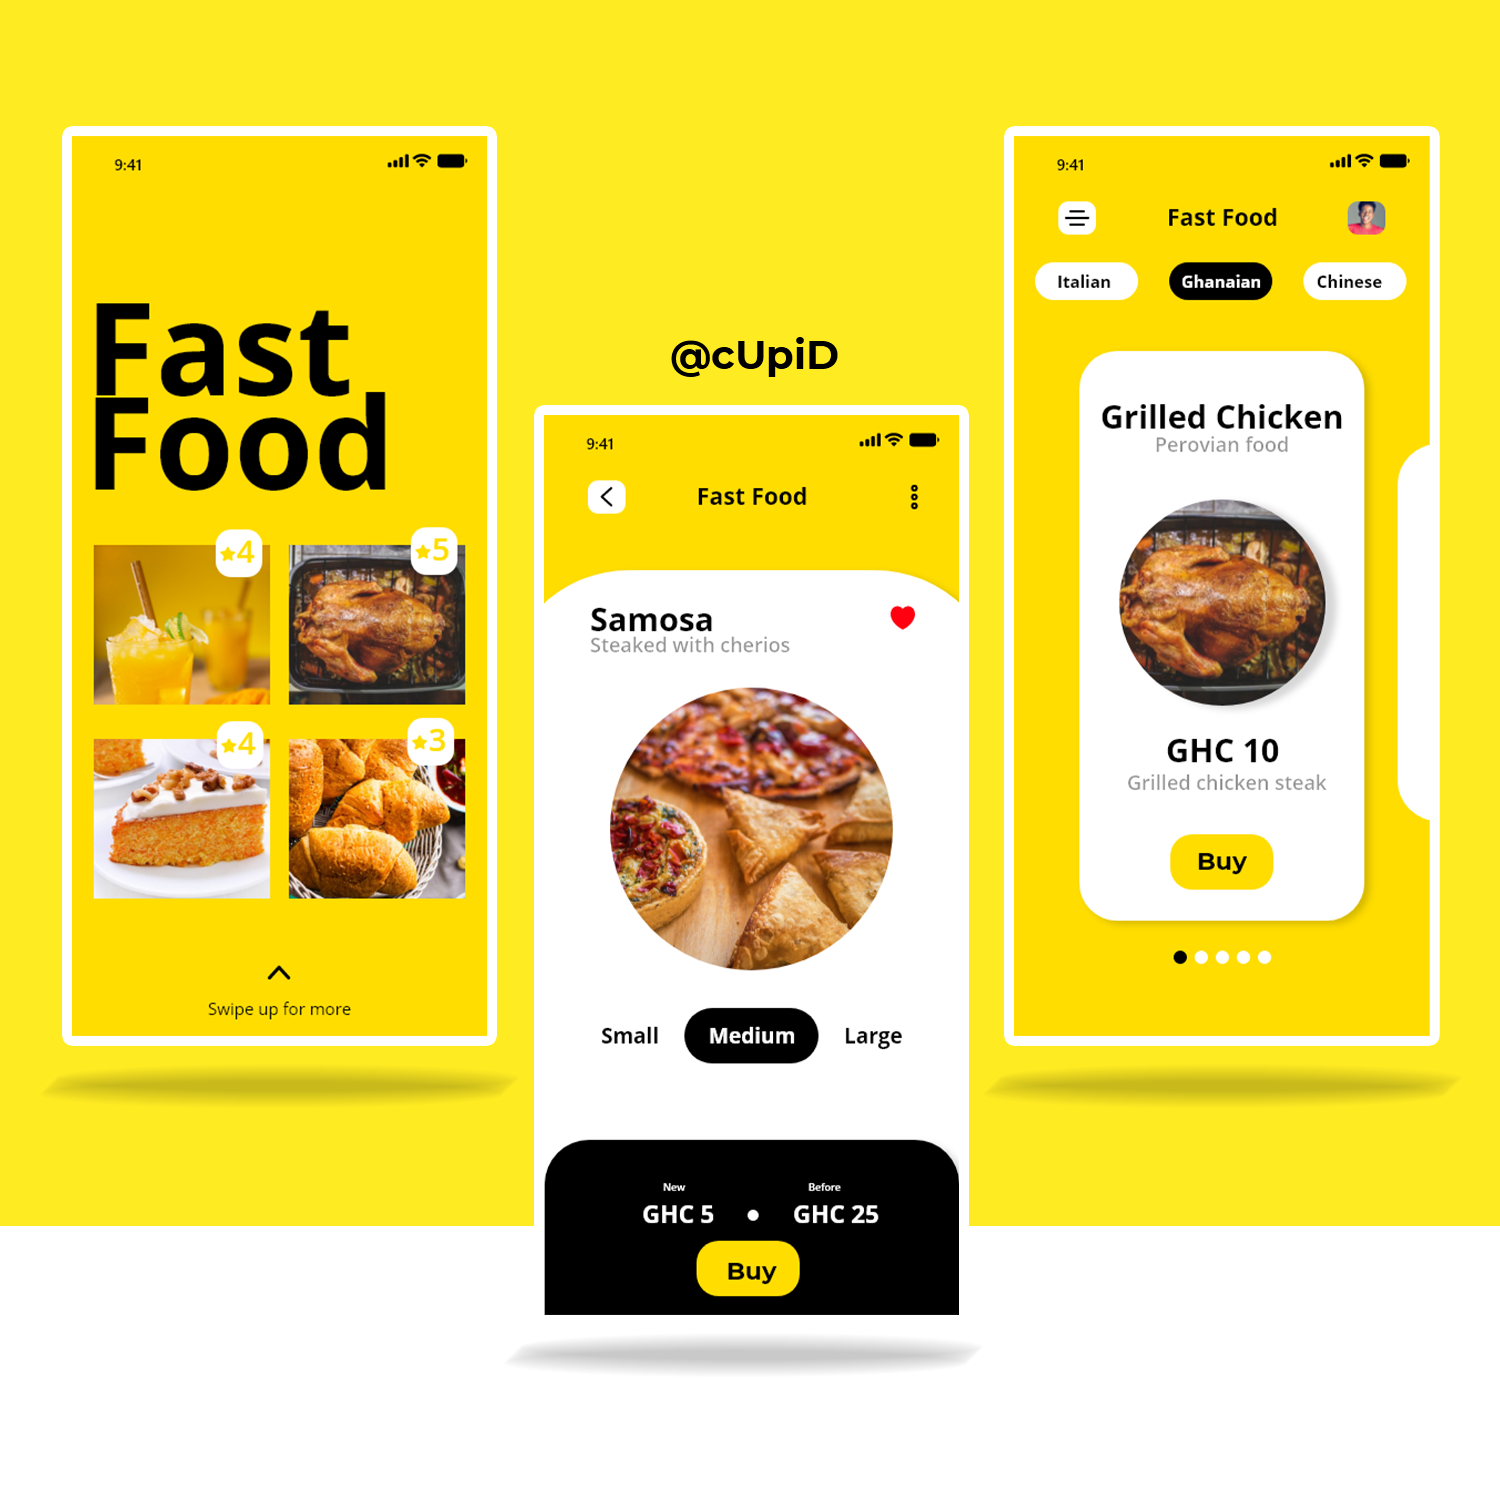 9:41
Fast
Food
4
5
4
3
Swipe up for more
@cUpiD
9:41
Fast Food
Samosa
Steaked with cherios
Small Medium Large
New Before
GHC 5 GHC 25
Buy
9:41
Fast Food
Italian Ghanaian Chinese
Grilled Chicken
Perovian food
GHC 10
Grilled chicken steak
Buy